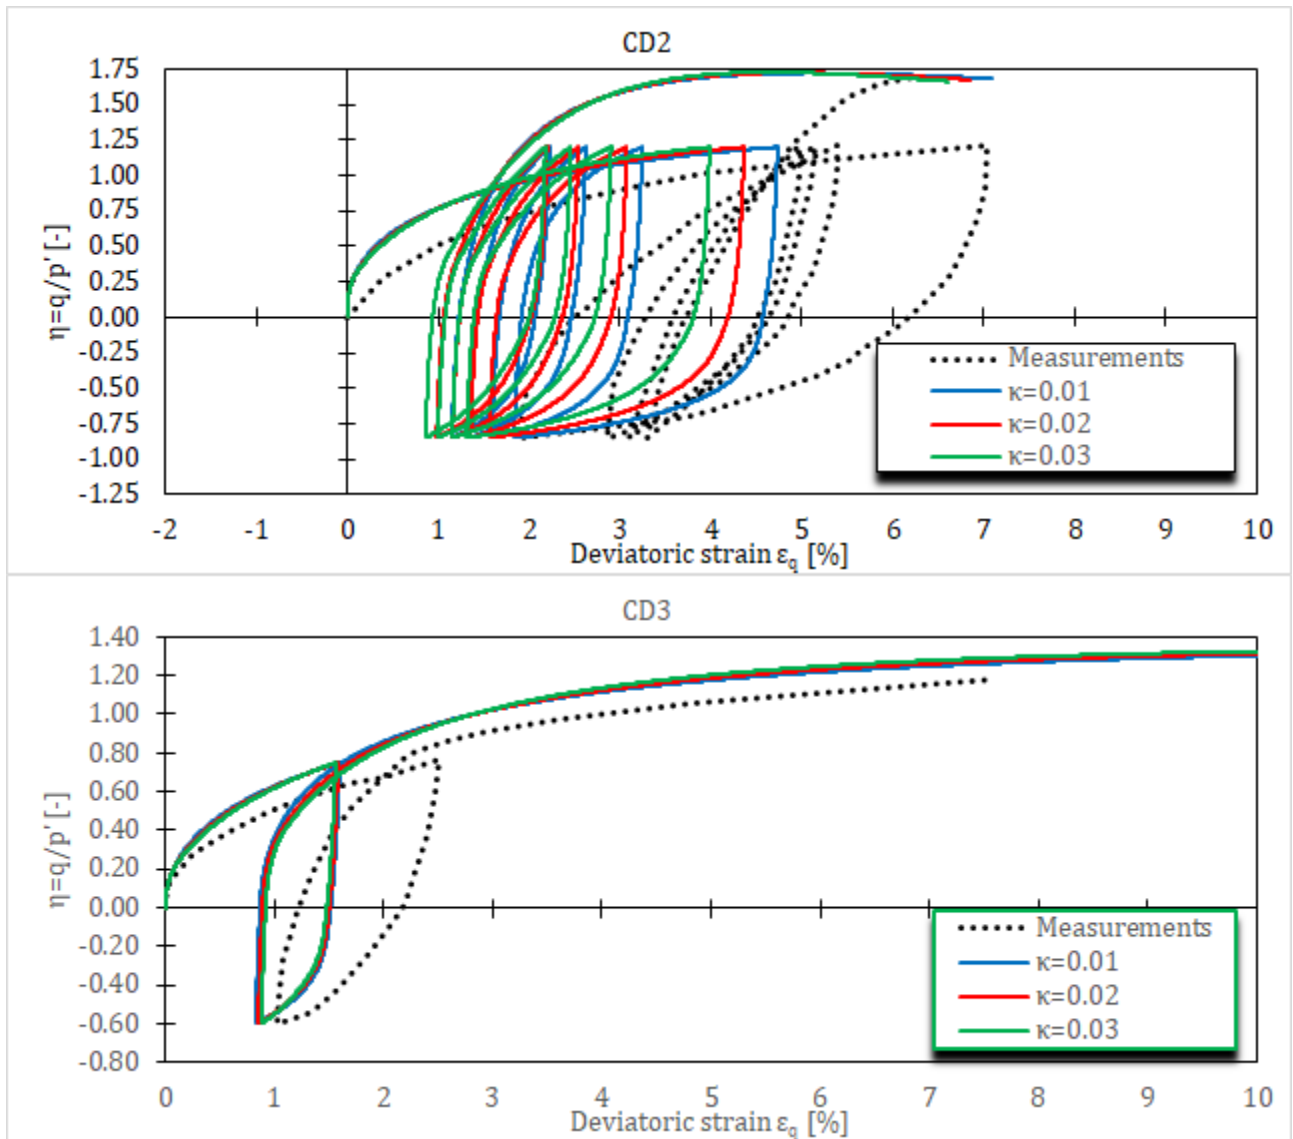 CD2
1.75
1.50
1.25
1.00
0.75
0.50
0.25
0.00
-0.25
-0.50
-0.75
-1.00
-1.25
η=q/p' [-]
Measurements
κ=0.01
κ=0.02
κ=0.03
-2 -1 0 1 2 3 4 5 6 7 8 9 10
Deviatoric strain εq [%]
CD3
1.40
1.20
1.00
0.80
0.60
0.40
0.20
0.00
-0.20
-0.40
-0.60
-0.80
η=q/p' [-]
Measurements
κ=0.01
κ=0.02
κ=0.03
0 1 2 3 4 5 6 7 8 9 10
Deviatoric strain εq [%]